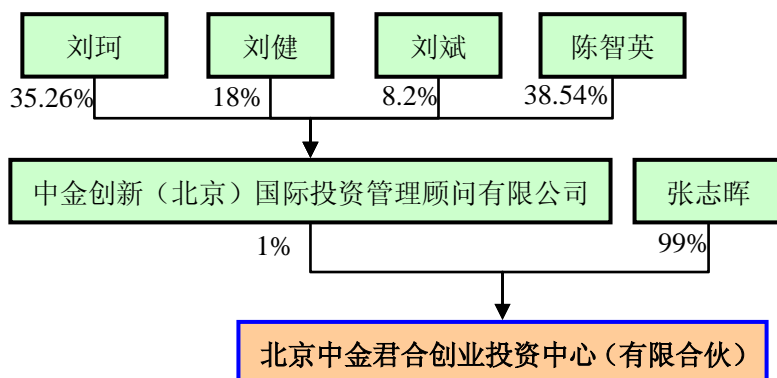 刘珂
刘健
刘斌
陈智英
35.26%
18%
8.2%
38.54%
中金创新（北京）国际投资管理顾问有限公司
张志晖
1%
99%
北京中金君合创业投资中心（有限合伙）